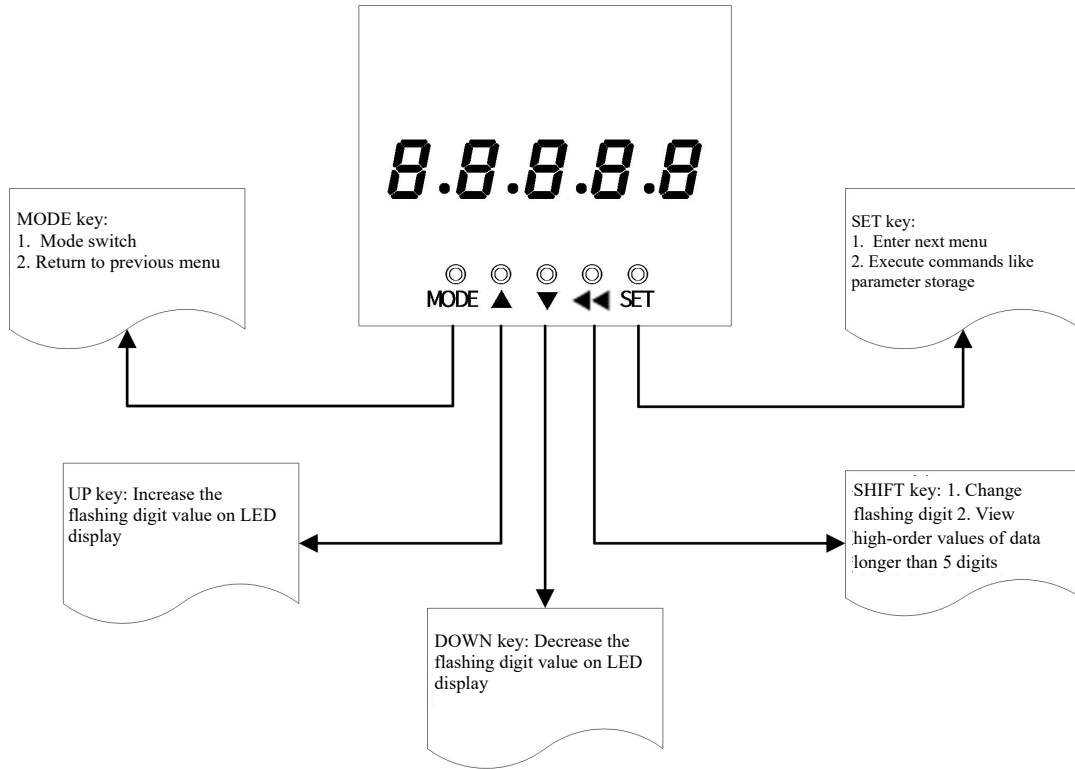 8.8.8.8.8
MODE ▲ ▼ ◀◀ SET
MODE key:
1. Mode switch
2. Return to previous menu
SET key:
1. Enter next menu
2. Execute commands like
parameter storage
UP key: Increase the
flashing digit value on LED
display
SHIFT key: 1. Change
flashing digit 2. View
high-order values of data
longer than 5 digits
DOWN key: Decrease the
flashing digit value on LED
display